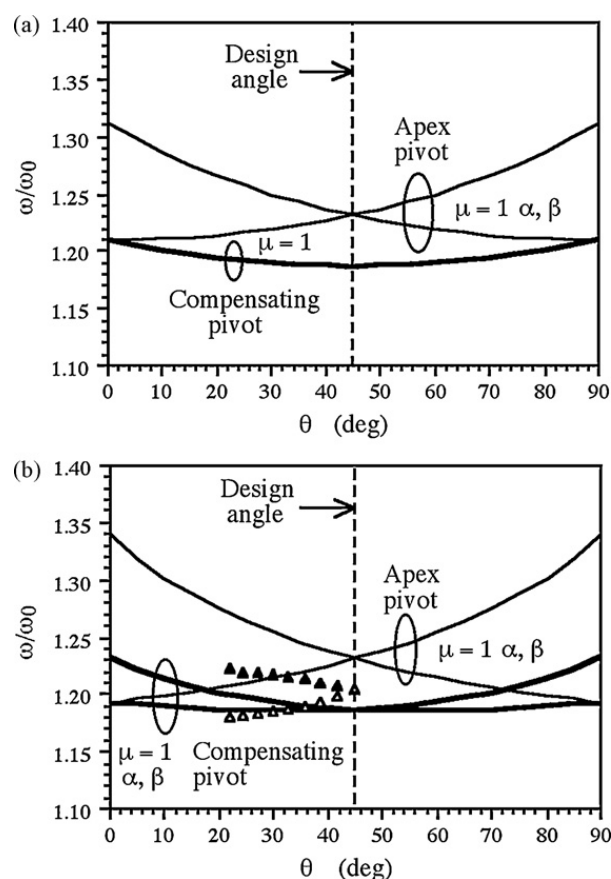 (a)
1.40
1.35
1.30
1.25
1.20
1.15
1.10
ω/ω0
Design
angle
Apex
pivot
μ = 1 α, β
μ = 1
Compensating
pivot
0 10 20 30 40 50 60 70 80 90
θ (deg)
(b)
1.40
1.30
1.25
1.20
1.15
1.10
ω/ω0
Design
angle
Apex
pivot
μ = 1 α, β
μ = 1 Compensating
α, β pivot
0 10 20 30 40 50 60 70 80 90
θ (deg)